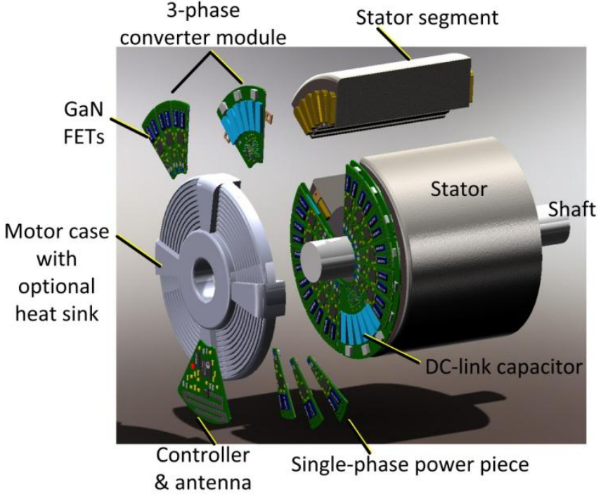 3-phase
converter module
Stator segment
GaN
FETs
Stator
Shaft
Motor case
with
optional
heat sink
DC-link capacitor
Controller
& antenna
Single-phase power piece